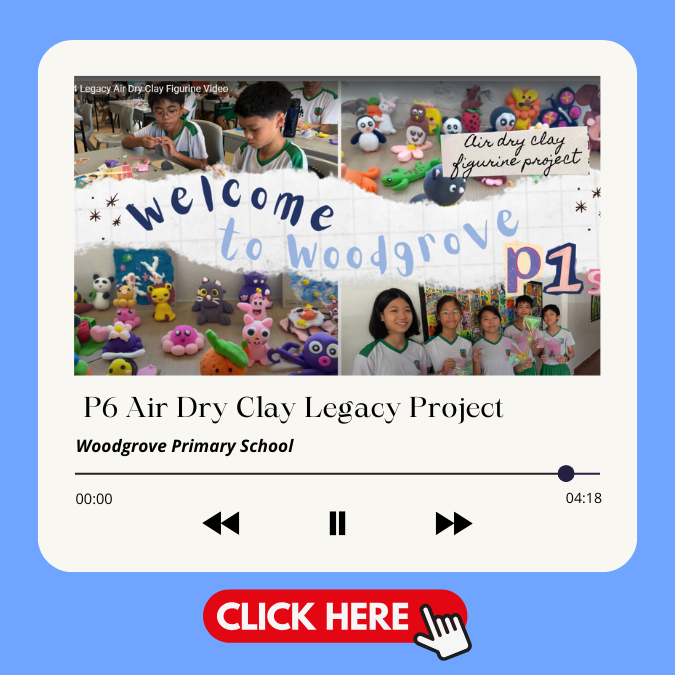 4 Legacy Air Dry Clay Figurine Video
Air dry clay
figurine project
welcome
to Woodgrove
P1s
P6 Air Dry Clay Legacy Project
Woodgrove Primary School
00:00
04:18
CLICK HERE